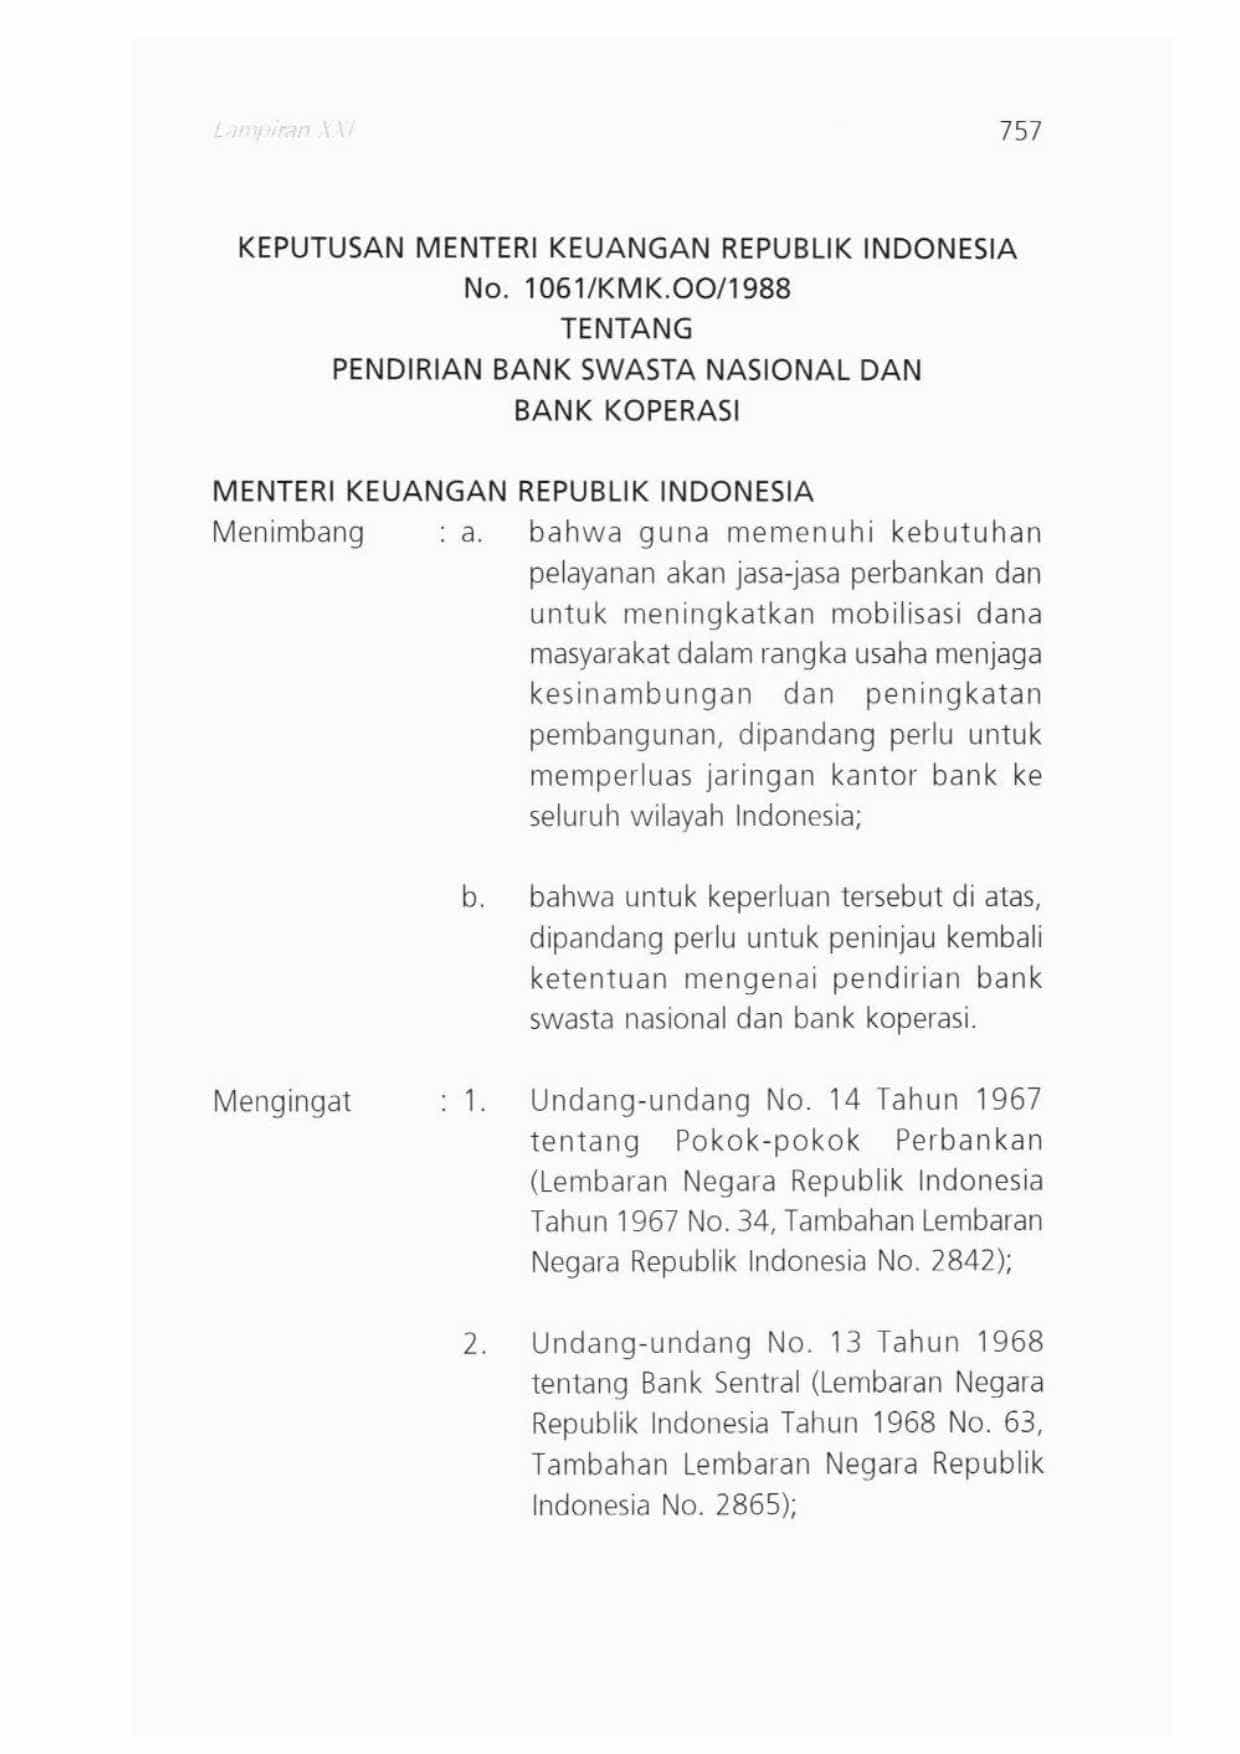 Lampiran XXI 757
KEPUTUSAN MENTERI KEUANGAN REPUBLIK INDONESIA
No. 1061/KMK.OO/1988
TENTANG
PENDIRIAN BANK SWASTA NASIONAL DAN
BANK KOPERASI
MENTERI KEUANGAN REPUBLIK INDONESIA
Menimbang : a. bahwa guna memenuhi kebutuhan
pelayanan akan jasa-jasa perbankan dan
untuk meningkatkan mobilisasi dana
masyarakat dalam rangka usaha menjaga
kesinambungan dan peningkatan
pembangunan, dipandang perlu untuk
memperluas jaringan kantor bank ke
seluruh wilayah Indonesia;
b. bahwa untuk keperluan tersebut di atas,
dipandang perlu untuk peninjau kembali
ketentuan mengenai pendirian bank
swasta nasional dan bank koperasi.
Mengingat : 1. Undang-undang No. 14 Tahun 1967
tentang Pokok-pokok Perbankan
(Lembaran Negara Republik Indonesia
Tahun 1967 No. 34, Tambahan Lembaran
Negara Republik Indonesia No. 2842);
2. Undang-undang No. 13 Tahun 1968
tentang Bank Sentral (Lembaran Negara
Republik Indonesia Tahun 1968 No. 63,
Tambahan Lembaran Negara Republik
Indonesia No. 2865);